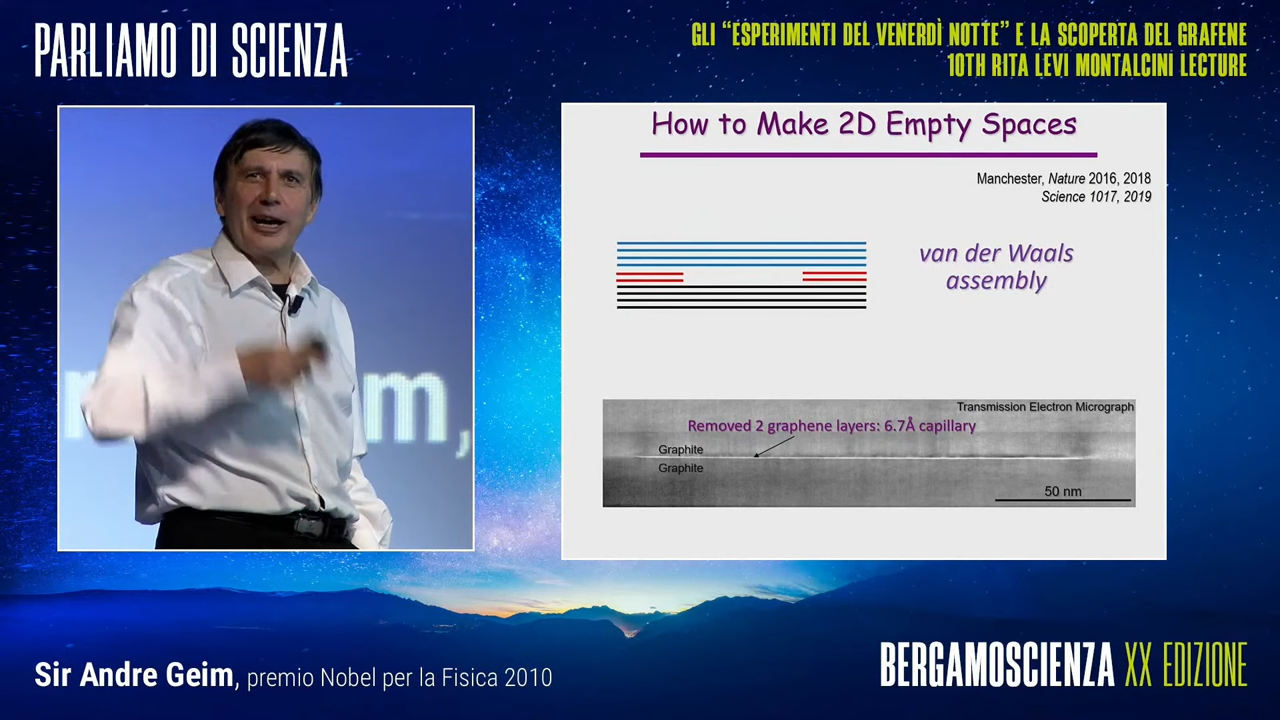 PARLIAMO DI SCIENZA
GLI “ESPERIMENTI DEL VENERDÌ NOTTE” E LA SCOPERTA DEL GRAFENE
10TH RITA LEVI MONTALCINI LECTURE
How to Make 2D Empty Spaces
Manchester, Nature 2016, 2018
Science 1017, 2019
van der Waals
assembly
Transmission Electron Micrograph
Removed 2 graphene layers: 6.7Å capillary
Graphite
Graphite
50 nm
Sir Andre Geim, premio Nobel per la Fisica 2010
BERGAMOSCIENZA XX EDIZIONE